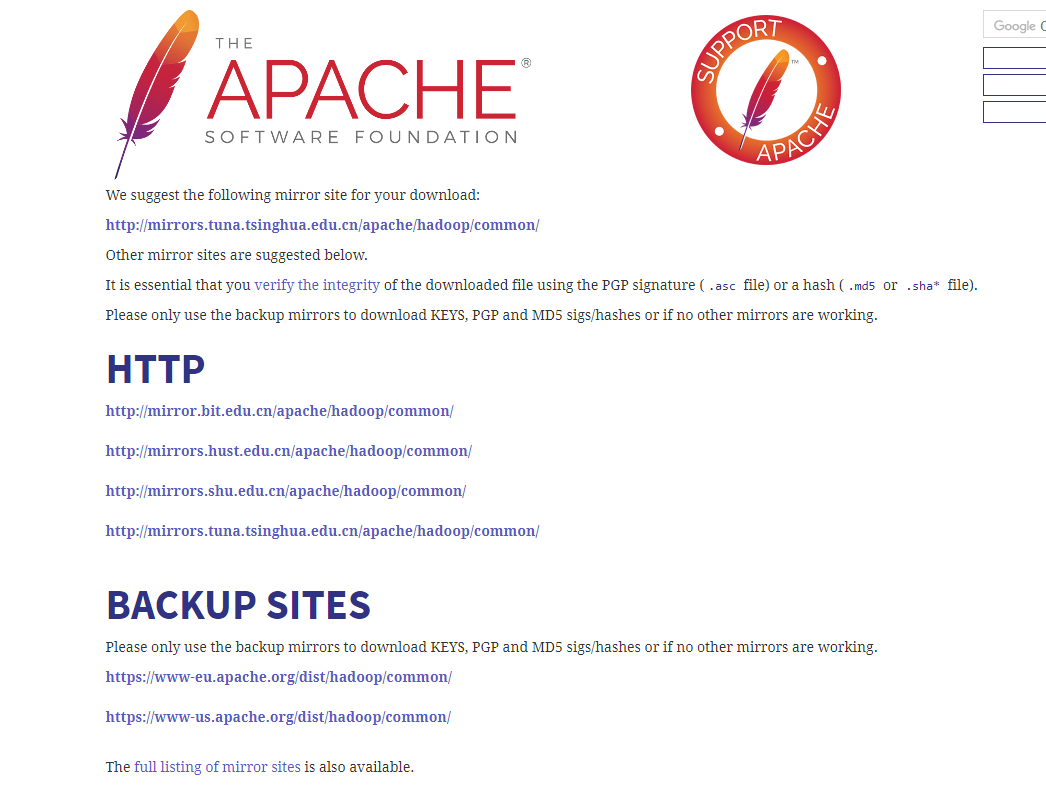 THE
APACHE®
SOFTWARE FOUNDATION
SUPPORT
APACHE
™
Google
We suggest the following mirror site for your download:
http://mirrors.tuna.tsinghua.edu.cn/apache/hadoop/common/
Other mirror sites are suggested below.
It is essential that you verify the integrity of the downloaded file using the PGP signature ( .asc file) or a hash ( .md5 or .sha* file).
Please only use the backup mirrors to download KEYS, PGP and MD5 sigs/hashes or if no other mirrors are working.
HTTP
http://mirror.bit.edu.cn/apache/hadoop/common/
http://mirrors.hust.edu.cn/apache/hadoop/common/
http://mirrors.shu.edu.cn/apache/hadoop/common/
http://mirrors.tuna.tsinghua.edu.cn/apache/hadoop/common/
BACKUP SITES
Please only use the backup mirrors to download KEYS, PGP and MD5 sigs/hashes or if no other mirrors are working.
https://www-eu.apache.org/dist/hadoop/common/
https://www-us.apache.org/dist/hadoop/common/
The full listing of mirror sites is also available.